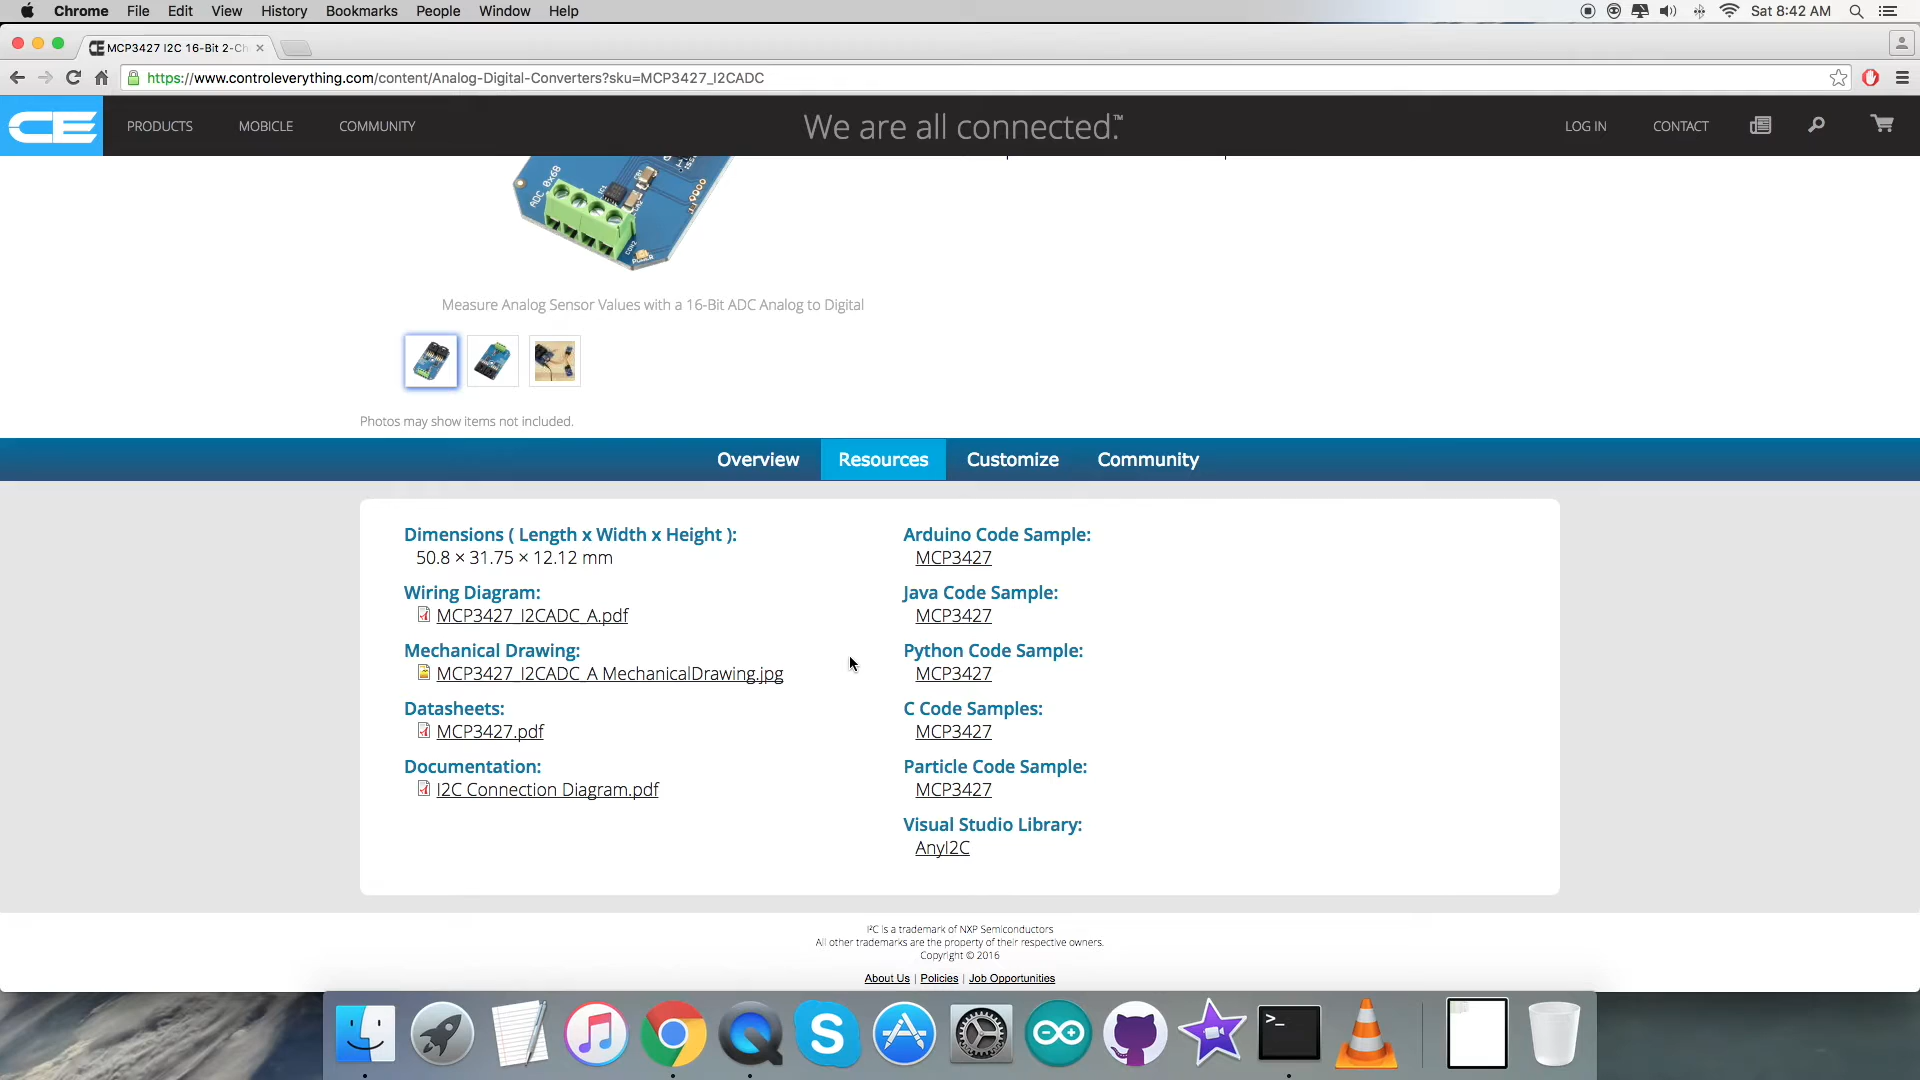 Chrome File Edit View History Bookmarks People Window Help Sat 8:42 AM
MCP3427 I2C 16-Bit 2-Ch
https://www.controleverything.com/content/Analog-Digital-Converters?sku=MCP3427_I2CADC
CE PRODUCTS MOBICLE COMMUNITY We are all connected.™ LOG IN CONTACT
ADC 0x68
POWER
Measure Analog Sensor Values with a 16-Bit ADC Analog to Digital
Photos may show items not included.
Overview Resources Customize Community
Dimensions ( Length x Width x Height ):
50.8 × 31.75 × 12.12 mm
Wiring Diagram:
MCP3427_I2CADC_A.pdf
Mechanical Drawing:
MCP3427_I2CADC_A MechanicalDrawing.jpg
Datasheets:
MCP3427.pdf
Documentation:
I2C Connection Diagram.pdf
Arduino Code Sample:
MCP3427
Java Code Sample:
MCP3427
Python Code Sample:
MCP3427
C Code Samples:
MCP3427
Particle Code Sample:
MCP3427
Visual Studio Library:
AnyI2C
I²C is a trademark of NXP Semiconductors
All other trademarks are the property of their respective owners.
Copyright © 2016
About Us | Policies | Job Opportunities